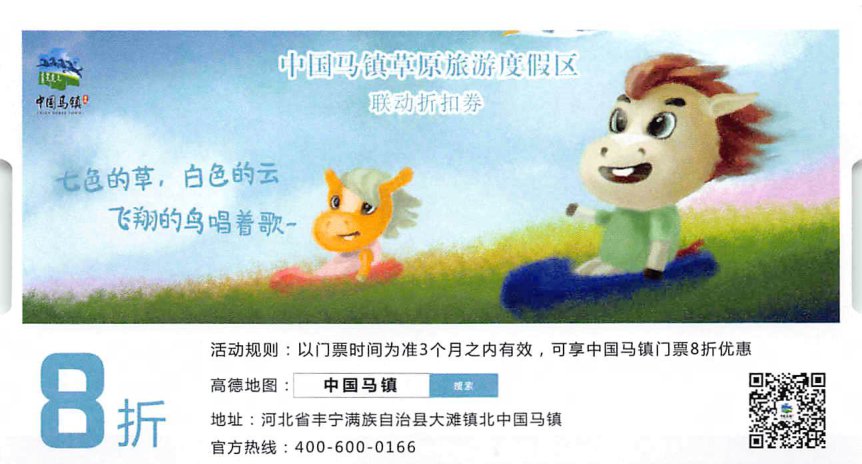 中国马镇草原旅游度假区
联动折扣券
中国马镇
七色的草，白色的云
飞翔的鸟唱着歌~
8折
活动规则：以门票时间为准3个月之内有效，可享中国马镇门票8折优惠
高德地图：中国马镇 搜索
地址：河北省丰宁满族自治县大滩镇北中国马镇
官方热线：400-600-0166